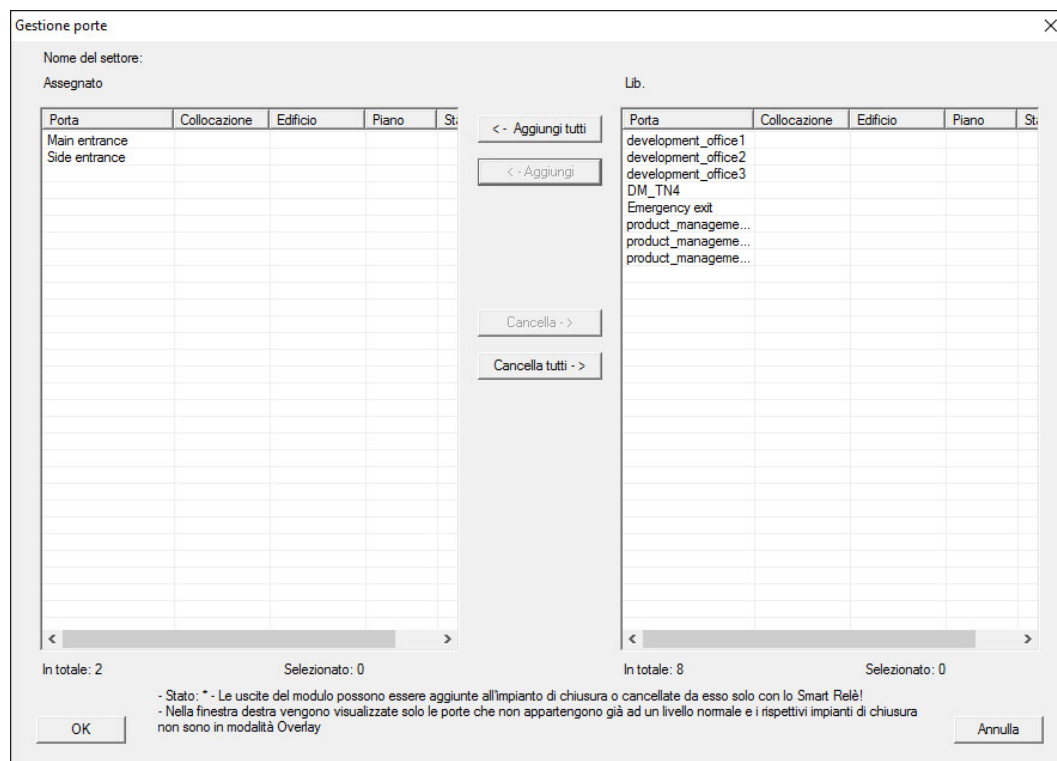 Gestione porte
Nome del settore:
Assegnato
Lib.
Porta Collocazione Edificio Piano Sta
Main entrance
Side entrance
< - Aggiungi tutti
< - Aggiungi
Cancella - >
Cancella tutti - >
Porta Collocazione Edificio Piano Sta
development_office1
development_office2
development_office3
DM_TN4
Emergency exit
product_manageme...
product_manageme...
product_manageme...
In totale: 2 Selezionato: 0
In totale: 8 Selezionato: 0
- Stato: * - Le uscite del modulo possono essere aggiunte all'impianto di chiusura o cancellate da esso solo con lo Smart Relè!
- Nella finestra destra vengono visualizzate solo le porte che non appartengono già ad un livello normale e i rispettivi impianti di chiusura
non sono in modalità Overlay
OK
Annulla